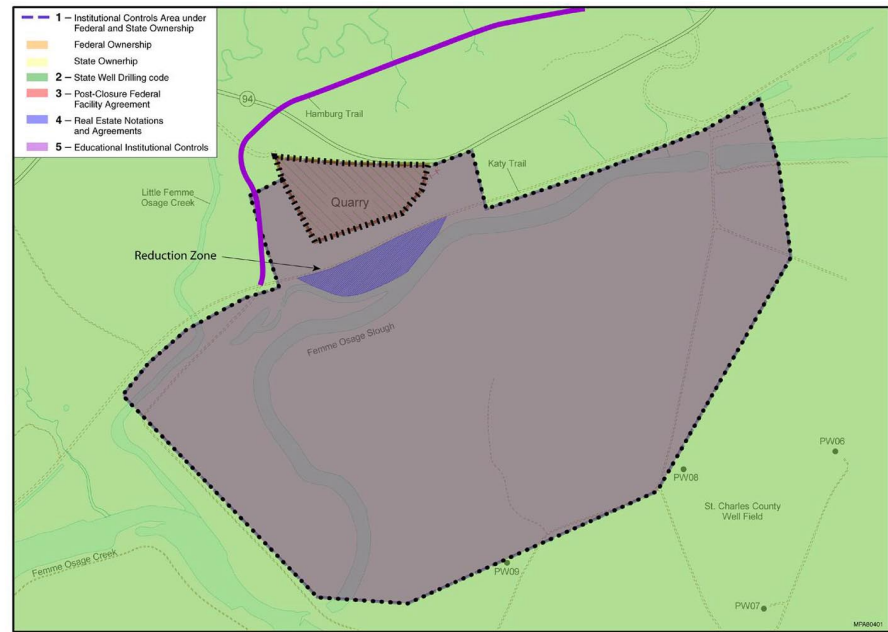 1 – Institutional Controls Area under
Federal and State Ownership
Federal Ownership
State Ownerhip
2 – State Well Drilling code
3 – Post-Closure Federal
Facility Agreement
4 – Real Estate Notations
and Agreements
5 – Educational Institutional Controls
94
Hamburg Trail
Katy Trail
Little Femme
Osage Creek
Quarry
Reduction Zone
Femme Osage Slough
PW06
PW08
St. Charles County
Well Field
Femme Osage Creek
PW09
PW07
MPA80401